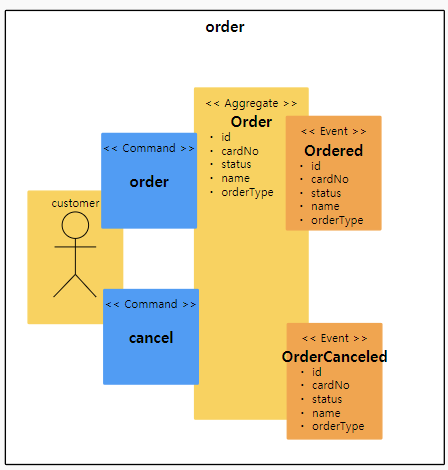 order
<< Aggregate >>
Order
・ id
・ cardNo
・ status
・ name
・ orderType
<< Event >>
Ordered
・ id
・ cardNo
・ status
・ name
・ orderType
<< Command >>
order
customer
<< Command >>
cancel
<< Event >>
OrderCanceled
・ id
・ cardNo
・ status
・ name
・ orderType